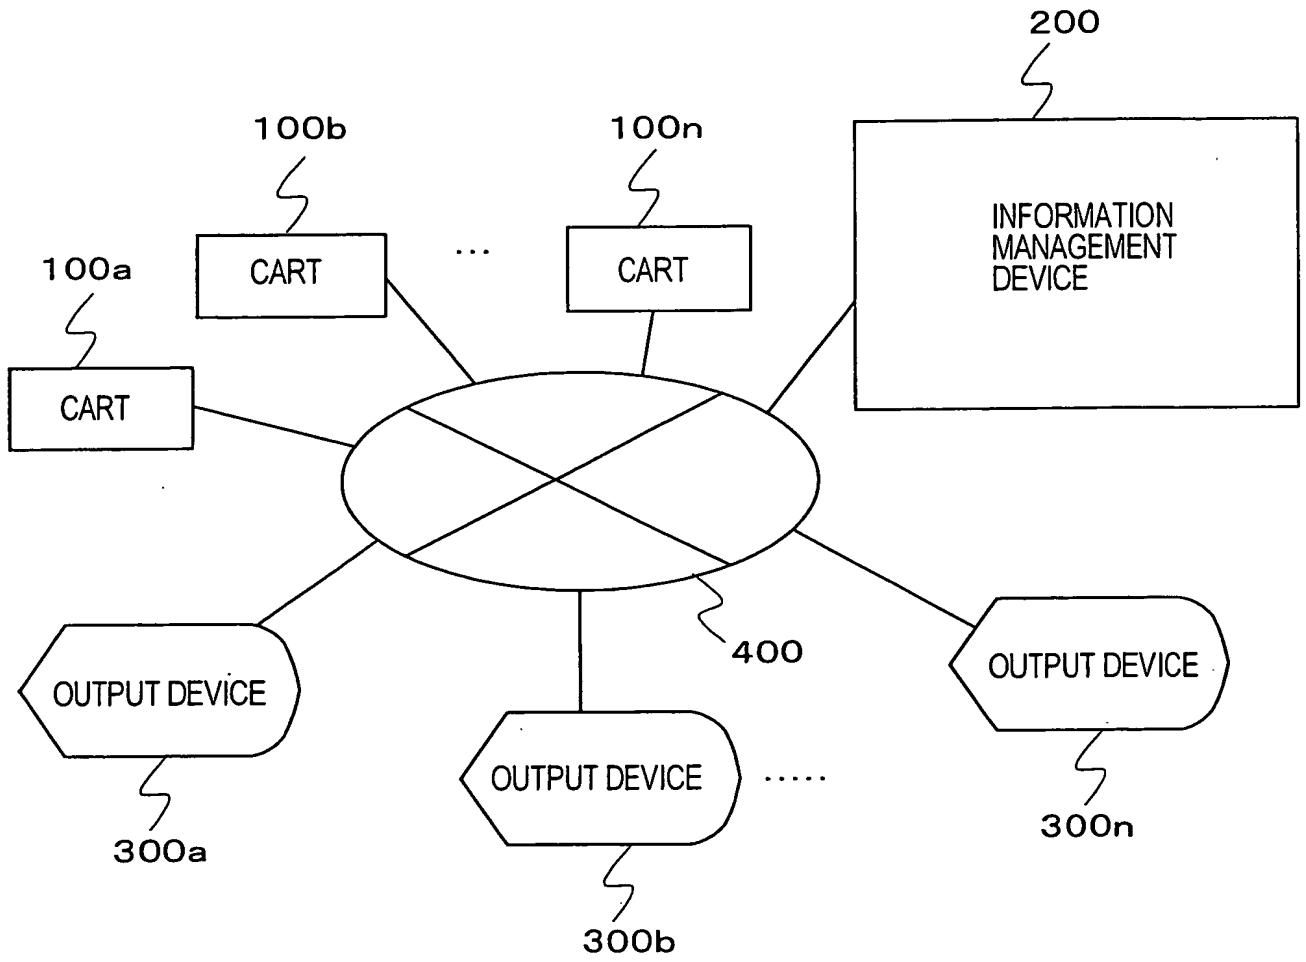 200
100b
100n
INFORMATION
MANAGEMENT
DEVICE
CART
...
CART
100a
CART
400
OUTPUT DEVICE
OUTPUT DEVICE
OUTPUT DEVICE
.....
300a
300n
300b